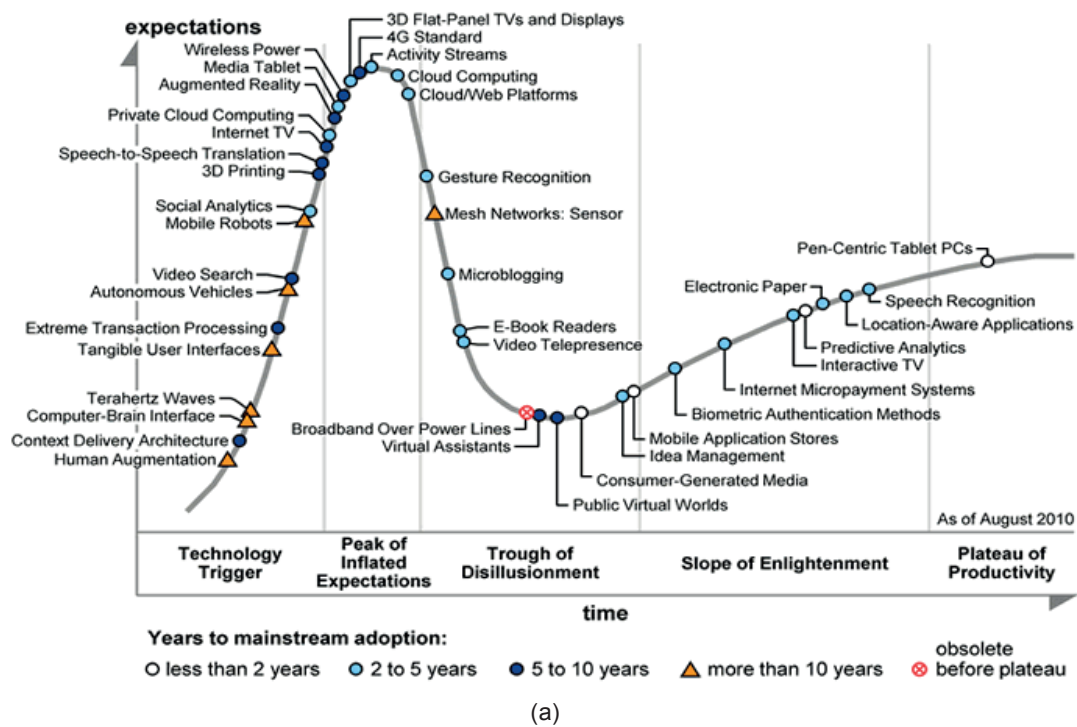 expectations
3D Flat-Panel TVs and Displays
4G Standard
Activity Streams
Wireless Power
Media Tablet
Augmented Reality
Cloud Computing
Cloud/Web Platforms
Private Cloud Computing
Internet TV
Speech-to-Speech Translation
3D Printing
Gesture Recognition
Social Analytics
Mobile Robots
Mesh Networks: Sensor
Pen-Centric Tablet PCs
Video Search
Autonomous Vehicles
Microblogging
Electronic Paper
Speech Recognition
Extreme Transaction Processing
Tangible User Interfaces
E-Book Readers
Video Telepresence
Location-Aware Applications
Predictive Analytics
Interactive TV
Internet Micropayment Systems
Biometric Authentication Methods
Terahertz Waves
Computer-Brain Interface
Context Delivery Architecture
Human Augmentation
Broadband Over Power Lines
Virtual Assistants
Mobile Application Stores
Idea Management
Consumer-Generated Media
Public Virtual Worlds
As of August 2010
Technology
Trigger
Peak of
Inflated
Expectations
Trough of
Disillusionment
Slope of Enlightenment
Plateau of
Productivity
time
Years to mainstream adoption:
less than 2 years
2 to 5 years
5 to 10 years
more than 10 years
obsolete
before plateau
(a)